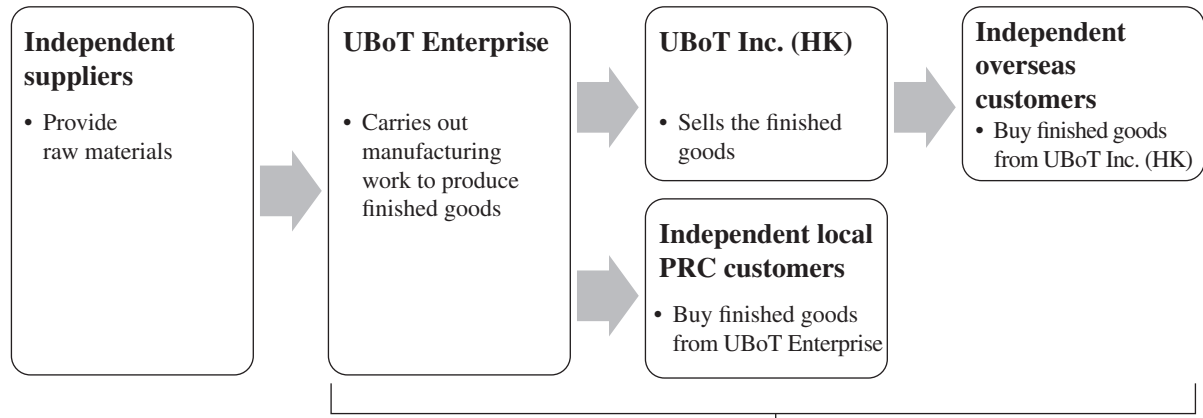 Independent
suppliers
• Provide
raw materials
UBoT Enterprise
• Carries out
manufacturing
work to produce
finished goods
UBoT Inc. (HK)
• Sells the finished
goods
Independent
overseas
customers
• Buy finished goods
from UBoT Inc. (HK)
Independent local
PRC customers
• Buy finished goods
from UBoT Enterprise